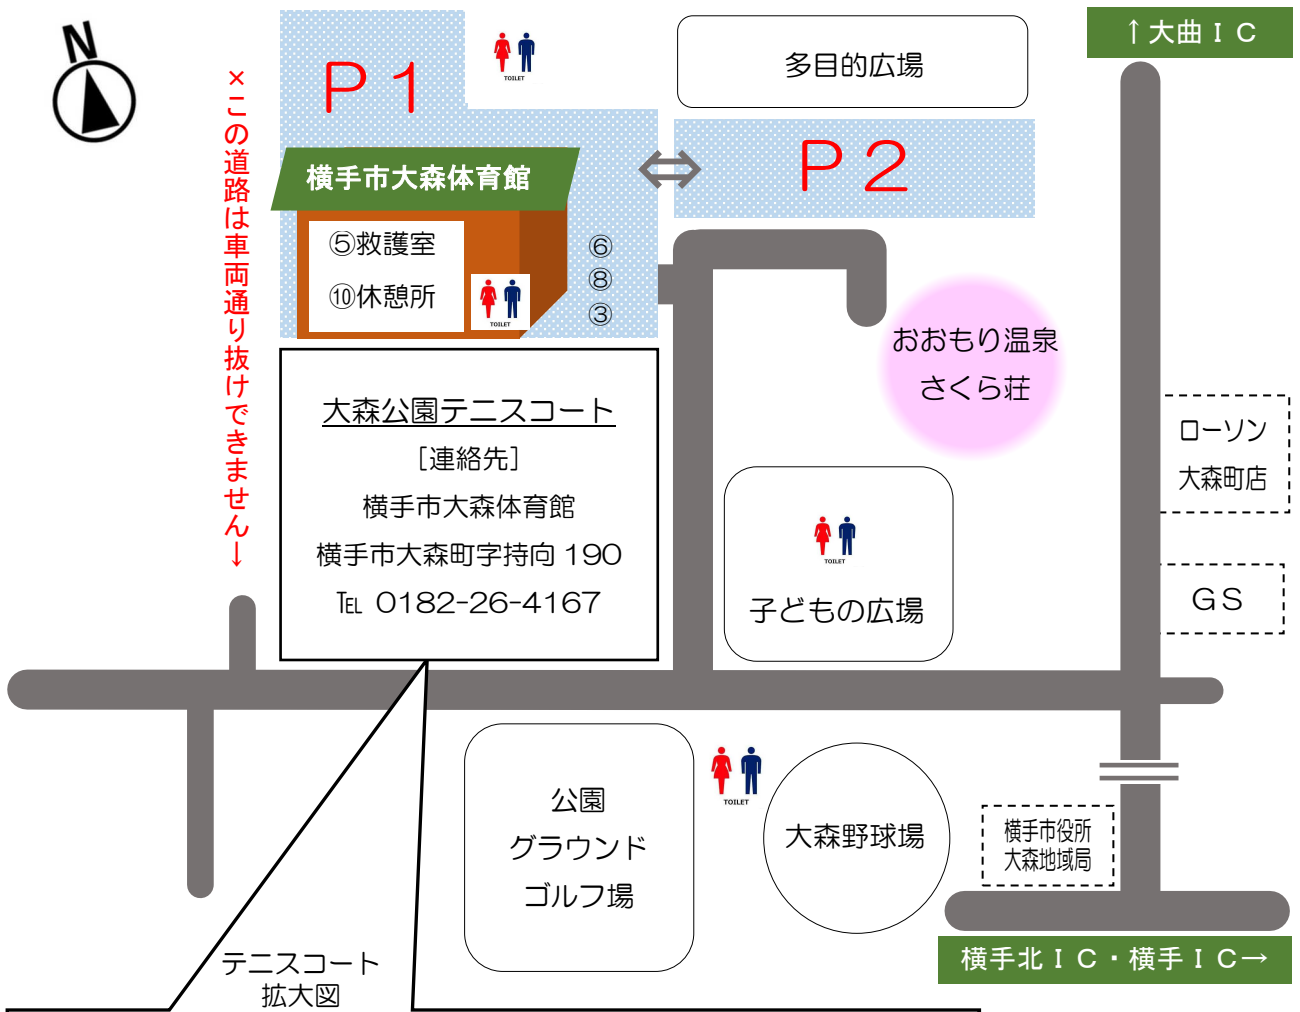 N
×この道路は車両通り抜けできません↓
P1
TOILET
多目的広場
↑大曲ＩＣ
P2
横手市大森体育館
⑤救護室
⑩休憩所
TOILET
⑥
⑧
③
おおもり温泉
さくら荘
大森公園テニスコート
［連絡先］
横手市大森体育館
横手市大森町字持向 190
℡ 0182-26-4167
ローソン
大森町店
TOILET
子どもの広場
GS
公園
グラウンド
ゴルフ場
TOILET
大森野球場
横手市役所
大森地域局
横手北ＩＣ・横手ＩＣ→
テニスコート
拡大図